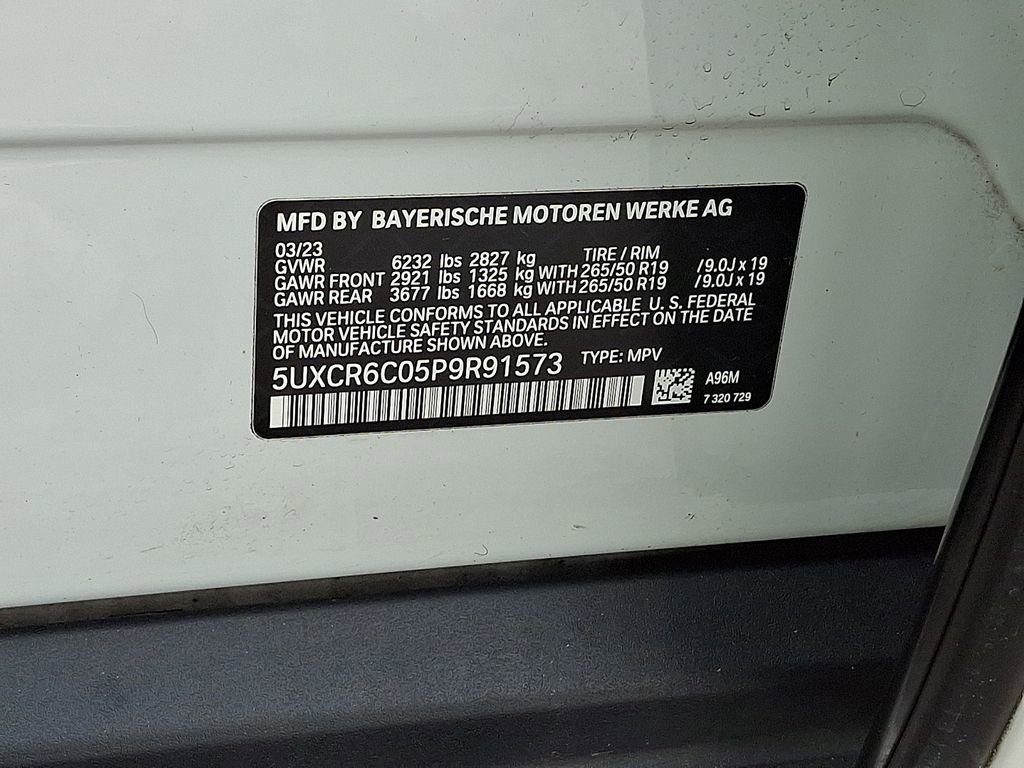 MFD BY BAYERISCHE MOTOREN WERKE AG
03/23 TIRE / RIM
GVWR 6232 lbs 2827 kg
GAWR FRONT 2921 lbs 1325 kg WITH 265/50 R19 /9.0J x 19
GAWR REAR 3677 lbs 1668 kg WITH 265/50 R19 /9.0J x 19
THIS VEHICLE CONFORMS TO ALL APPLICABLE U.S. FEDERAL
MOTOR VEHICLE SAFETY STANDARDS IN EFFECT ON THE DATE
OF MANUFACTURE SHOWN ABOVE.
5UXCR6C05P9R91573 TYPE: MPV
A96M
7 320 729